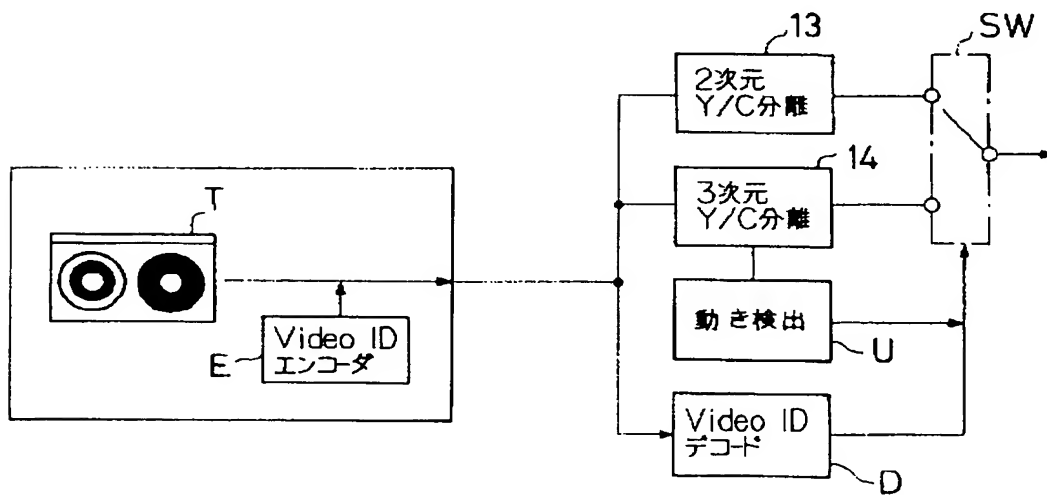 13
SW
2次元
Y/C分離
14
3次元
Y/C分離
T
動き検出
U
Video ID
エンコーダ
E
Video ID
デコード
D